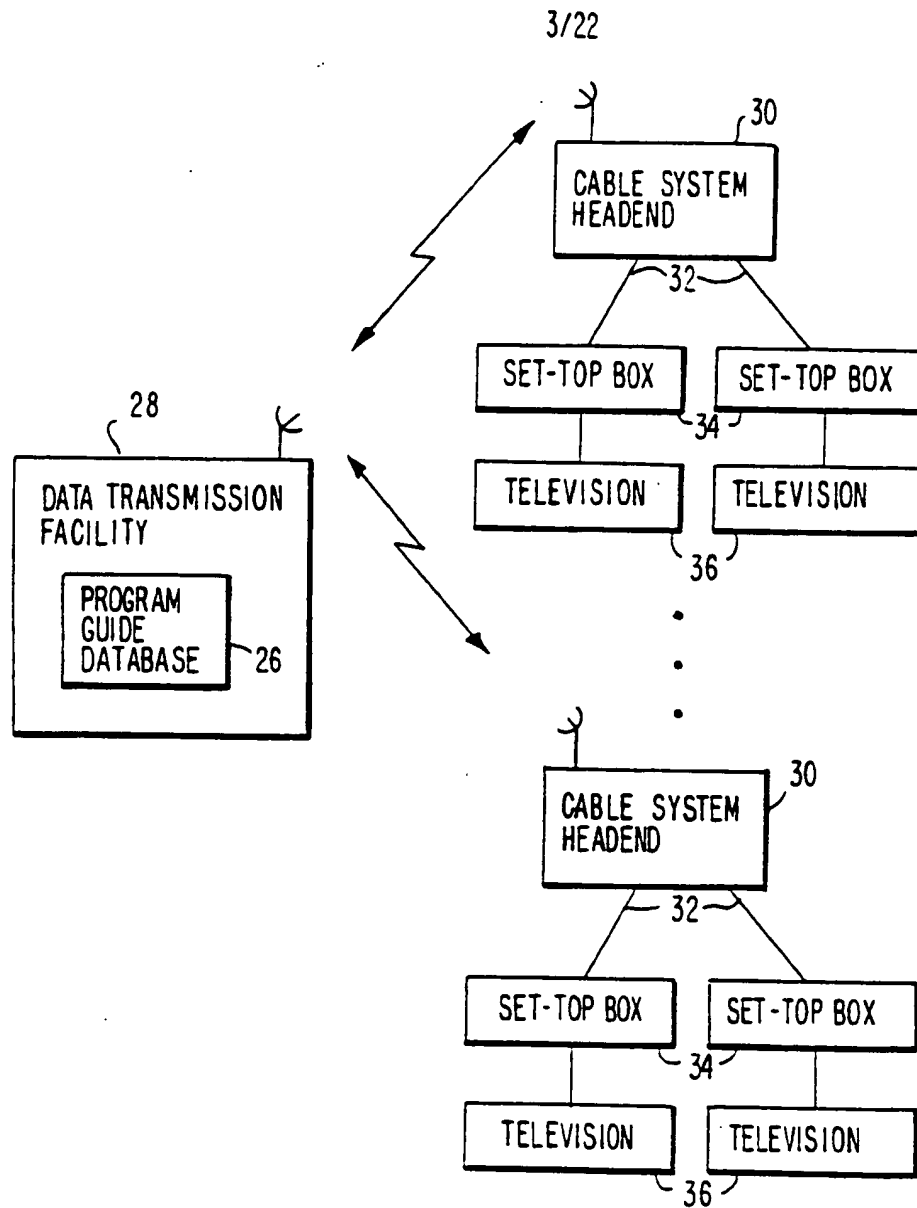 3/22
30
CABLE SYSTEM
HEADEND
32
SET-TOP BOX
SET-TOP BOX
34
TELEVISION
TELEVISION
36
28
DATA TRANSMISSION
FACILITY
PROGRAM
GUIDE
DATABASE
26
30
CABLE SYSTEM
HEADEND
32
SET-TOP BOX
SET-TOP BOX
34
TELEVISION
TELEVISION
36